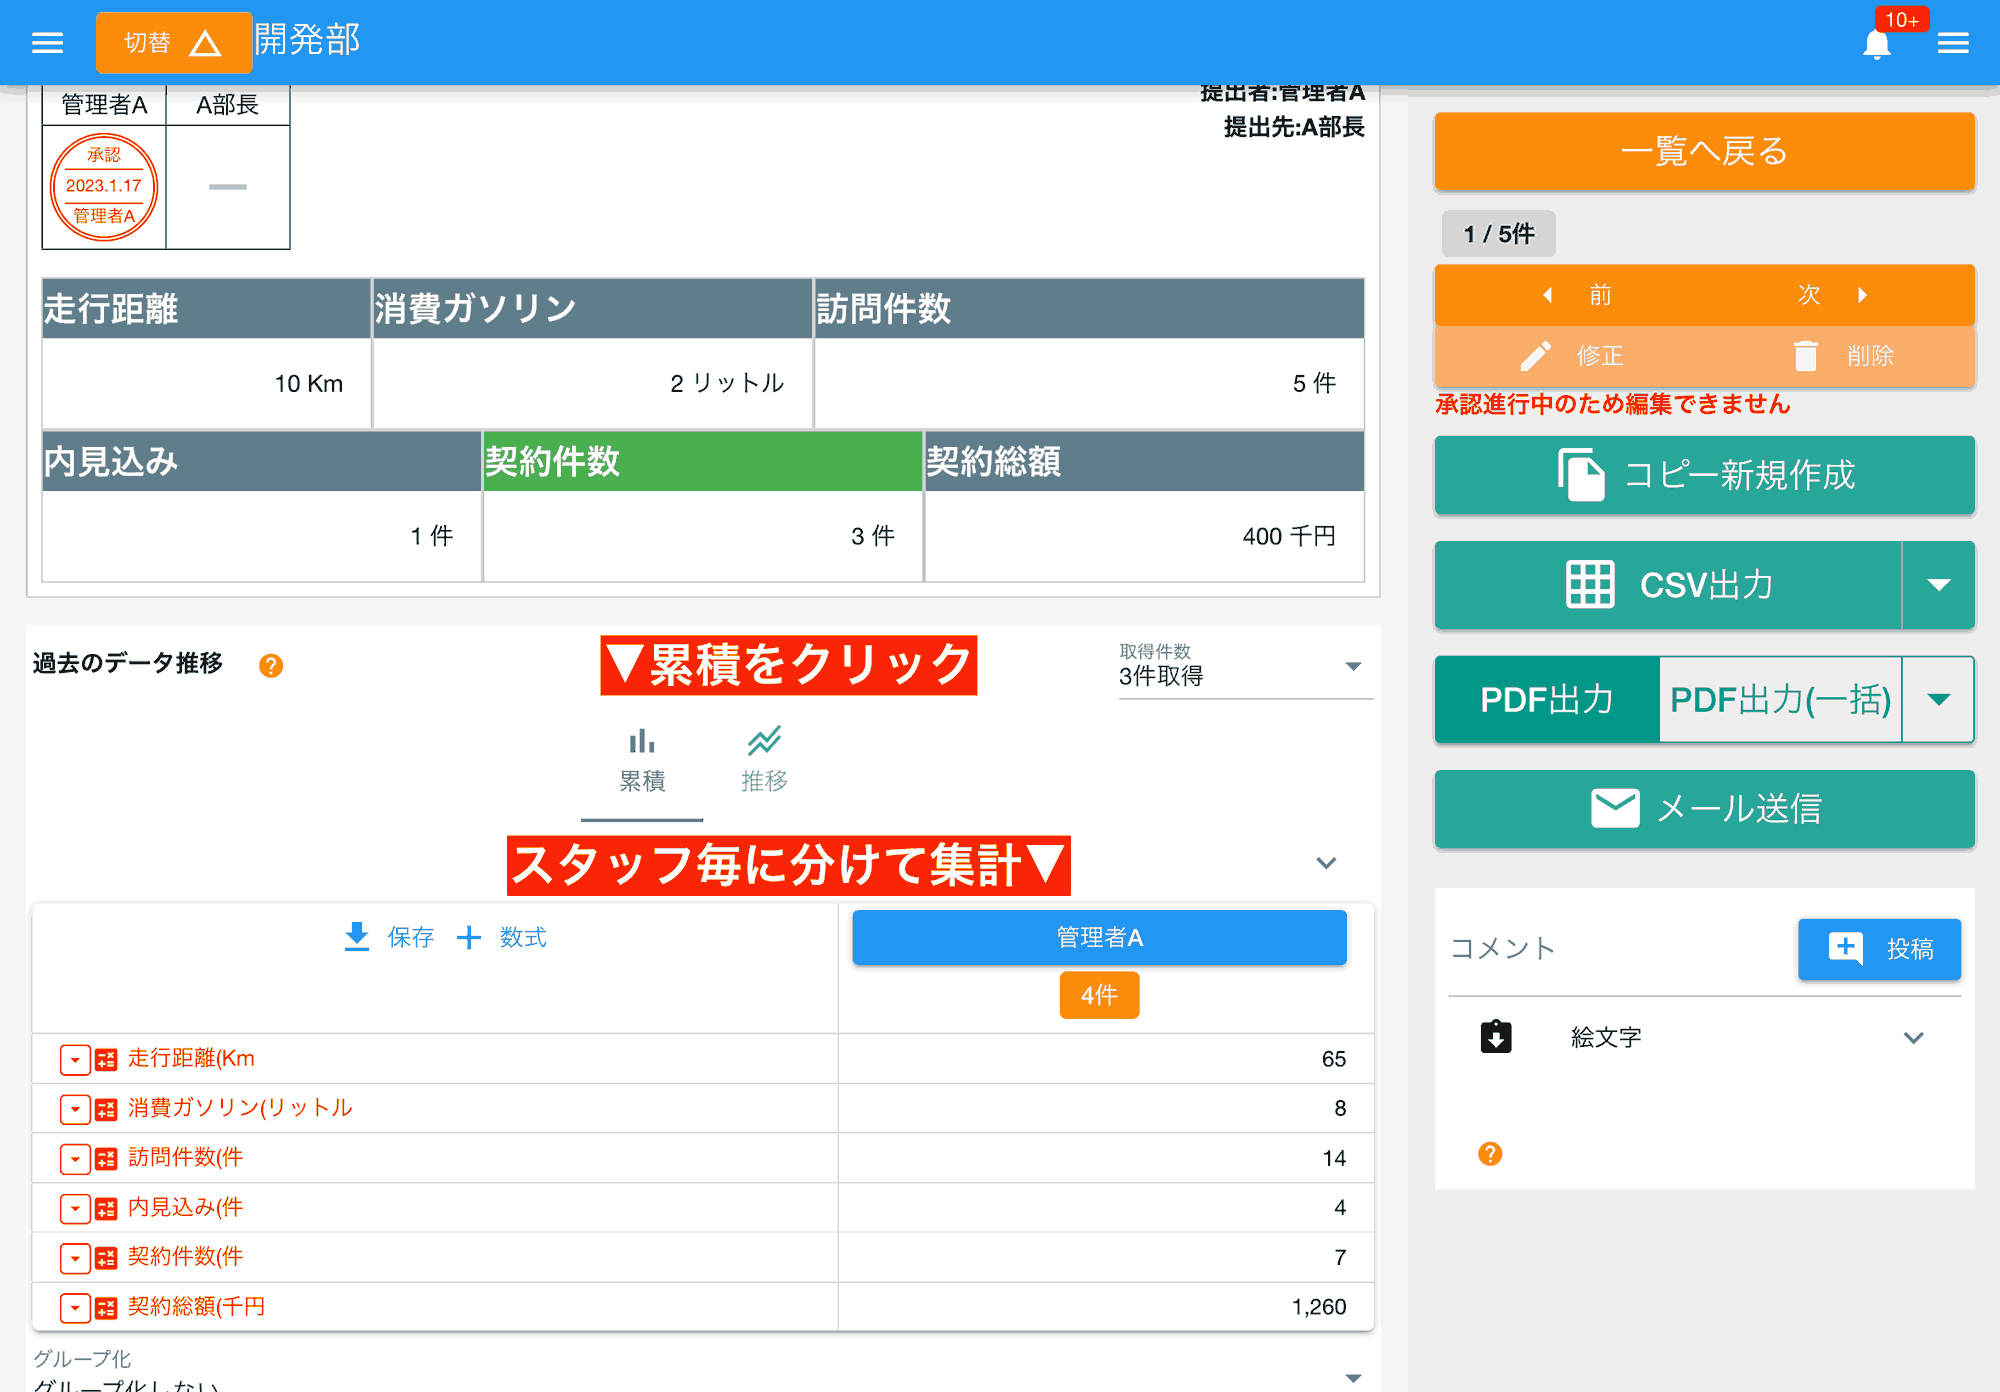 切替
開発部
10+
管理者A
A部長
提出者:管理者A
提出先:A部長
承認
2023.1.17
管理者A
走行距離
消費ガソリン
訪問件数
10 Km
2 リットル
5 件
内見込み
契約件数
契約総額
1 件
3 件
400 千円
過去のデータ推移
?
▼累積をクリック
取得件数
3件取得
累積
推移
スタッフ毎に分けて集計▼
保存
数式
管理者A
4件
走行距離(Km
65
消費ガソリン(リットル
8
訪問件数(件
14
内見込み(件
4
契約件数(件
7
契約総額(千円
1,260
グループ化
グループ化しない
一覧へ戻る
1 / 5件
前
次
修正
削除
承認進行中のため編集できません
コピー新規作成
CSV出力
PDF出力
PDF出力(一括)
メール送信
コメント
投稿
絵文字
?